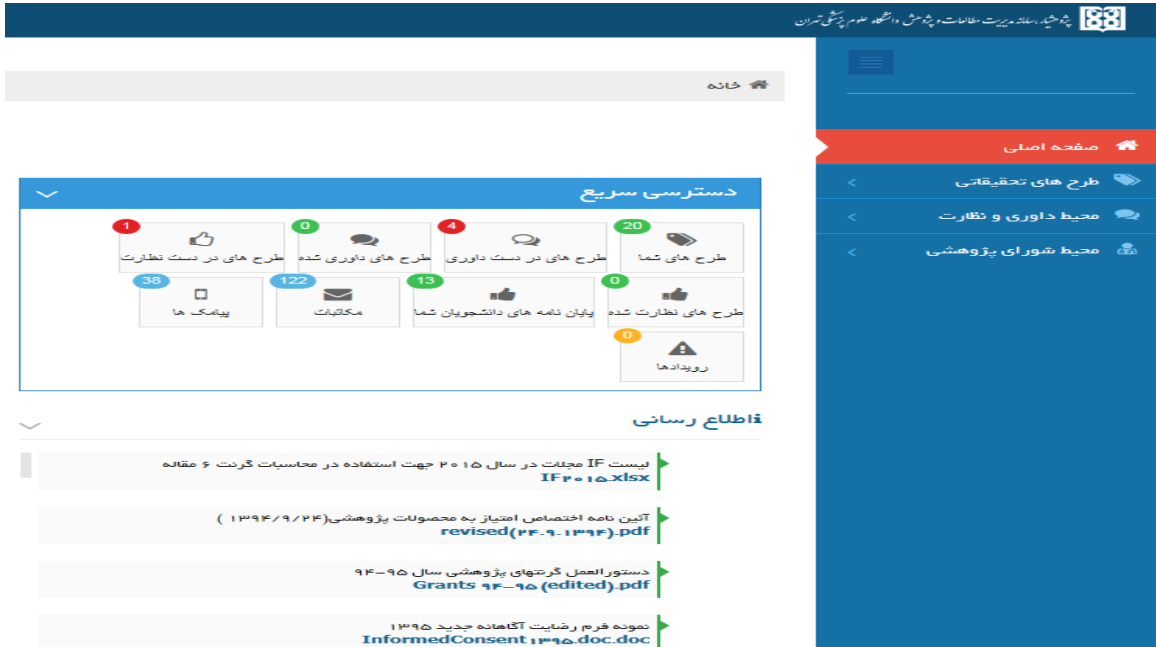 پژوهشیار، سامانه مدیریت مطالعات و پژوهش دانشگاه علوم پزشکی تهران
صفحه اصلی
طرح های تحقیقاتی
محیط داوری و نظارت
محیط شورای پژوهشی
خانه
دسترسی سریع
20
طرح های شما
4
طرح های در دست داوری
0
طرح های داوری شده
1
طرح های در دست نظارت
0
طرح های نظارت شده
13
پایان نامه های دانشجویان شما
122
مکاتبات
38
پیامک ها
0
رویدادها
اطلاع رسانی
لیست IF مجلات در سال ۲۰۱۵ جهت استفاده در محاسبات گرنت ۶ مقاله
IF۲۰۱۵.xlsx
آئین نامه اختصاص امتیاز به محصولات پژوهشی(۱۳۹۴/۹/۲۴ )
revised(۲۴.۹.۱۳۹۴).pdf
دستورالعمل گرنتهای پژوهشی سال ۹۵-۹۴
Grants ۹۴-۹۵ (edited).pdf
نمونه فرم رضایت آگاهانه جدید ۱۳۹۵
InformedConsent۱۳۹۵.doc.doc